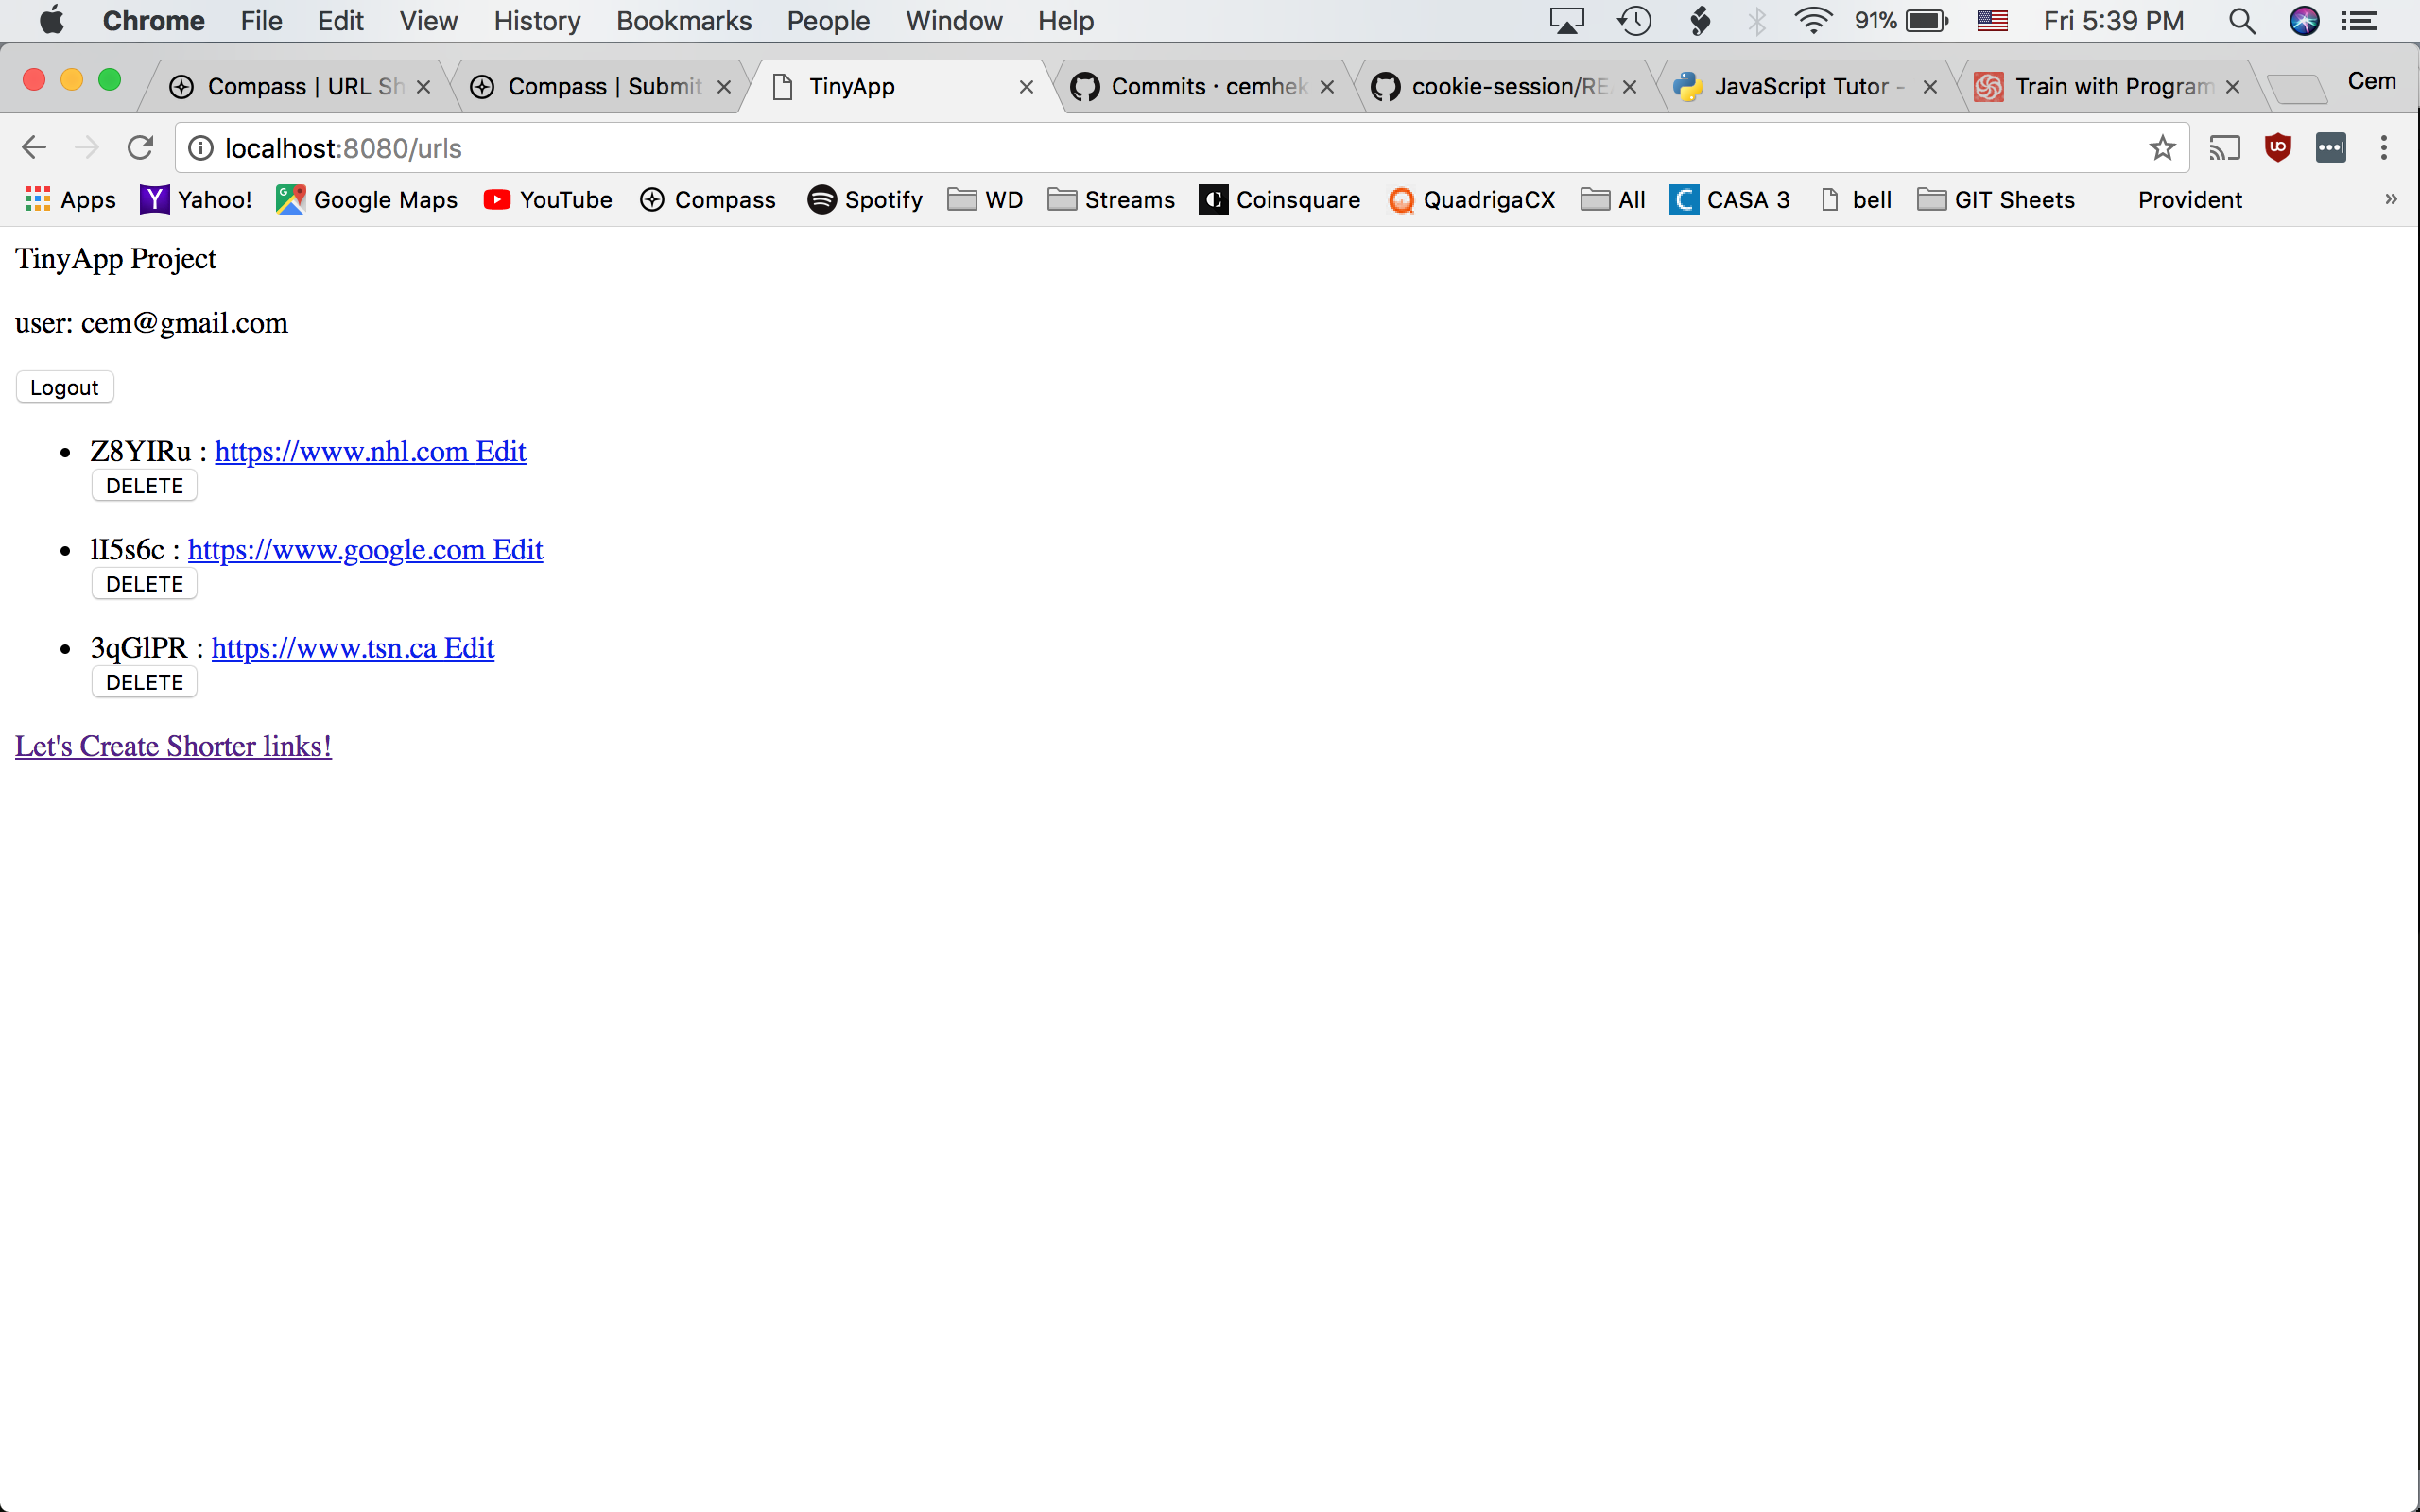 Chrome File Edit View History Bookmarks People Window Help 91% Fri 5:39 PM
Compass | URL Sh Compass | Submit TinyApp Commits · cemhek cookie-session/RE JavaScript Tutor - Train with Program Cem
localhost:8080/urls
Apps Yahoo! Google Maps YouTube Compass Spotify WD Streams Coinsquare QuadrigaCX All CASA 3 bell GIT Sheets Provident »
TinyApp Project
user: cem@gmail.com
Logout
• Z8YIRu : https://www.nhl.com Edit
DELETE
• lI5s6c : https://www.google.com Edit
DELETE
• 3qGlPR : https://www.tsn.ca Edit
DELETE
Let's Create Shorter links!